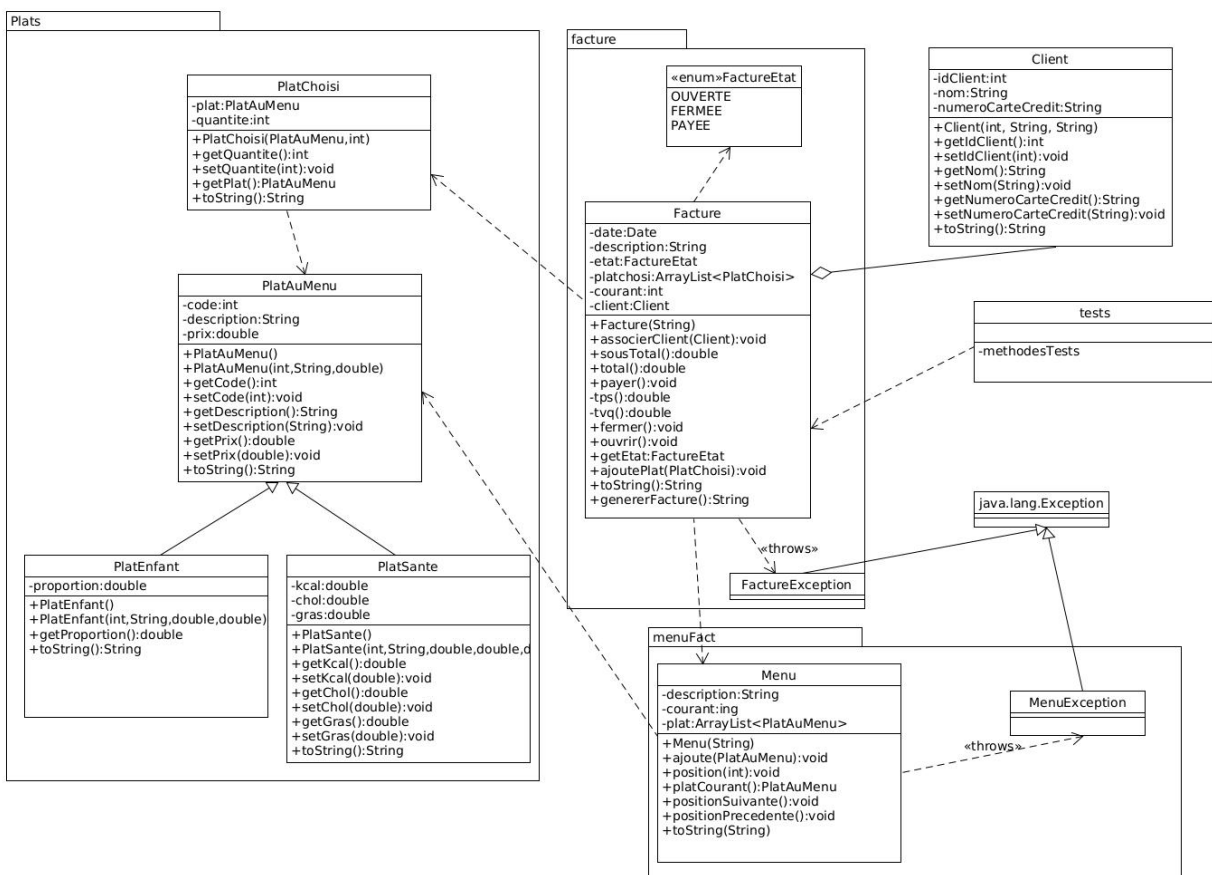 Plats
PlatChoisi
-plat:PlatAuMenu
-quantite:int
+PlatChoisi(PlatAuMenu,int)
+getQuantite():int
+setQuantite(int):void
+getPlat():PlatAuMenu
+toString():String
PlatAuMenu
-code:int
-description:String
-prix:double
+PlatAuMenu()
+PlatAuMenu(int,String,double)
+getCode():int
+setCode(int):void
+getDescription():String
+setDescription(String):void
+getPrix():double
+setPrix(double):void
+toString():String
PlatEnfant
-proportion:double
+PlatEnfant()
+PlatEnfant(int,String,double,double)
+getProportion():double
+toString():String
PlatSante
-kcal:double
-chol:double
-gras:double
+PlatSante()
+PlatSante(int,String,double,double,d
+getKcal():double
+setKcal(double):void
+getChol():double
+setChol(double):void
+getGras():double
+setGras(double):void
+toString():String
facture
«enum»FactureEtat
OUVERTE
FERMEE
PAYEE
Facture
-date:Date
-description:String
-etat:FactureEtat
-platchosi:ArrayList<PlatChoisi>
-courant:int
-client:Client
+Facture(String)
+associerClient(Client):void
+sousTotal():double
+total():double
+payer():void
-tps():double
-tvq():double
+fermer():void
+ouvrir():void
+getEtat:FactureEtat
+ajoutePlat(PlatChoisi):void
+toString():String
+genererFacture():String
«throws»
FactureException
Client
-idClient:int
-nom:String
-numeroCarteCredit:String
+Client(int, String, String)
+getIdClient():int
+setIdClient(int):void
+getNom():String
+setNom(String):void
+getNumeroCarteCredit():String
+setNumeroCarteCredit(String):void
+toString():String
tests
-methodesTests
java.lang.Exception
menuFact
Menu
-description:String
-courant:ing
-plat:ArrayList<PlatAuMenu>
+Menu(String)
+ajoute(PlatAuMenu):void
+position(int):void
+platCourant():PlatAuMenu
+positionSuivante():void
+positionPrecedente():void
+toString(String)
MenuException
«throws»